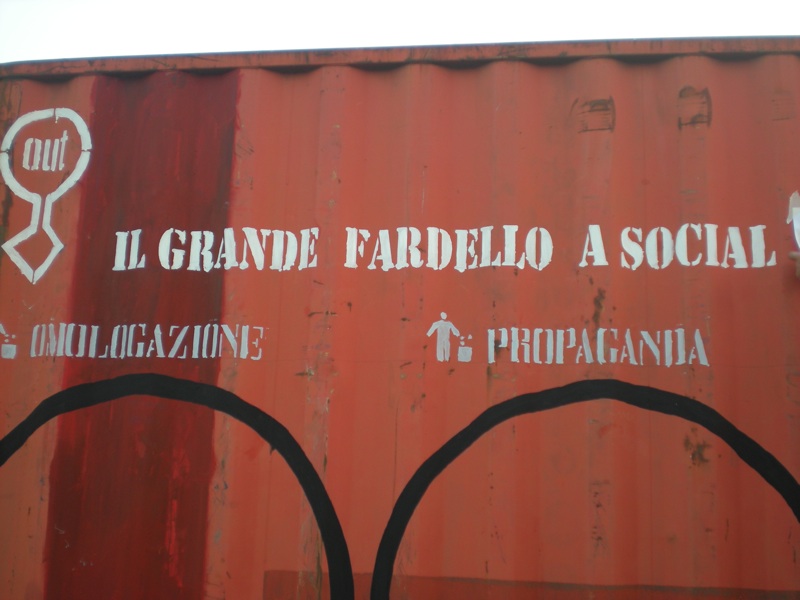 out
IL GRANDE FARDELLO A SOCIAL
OMOLOGAZIONE PROPAGANDA